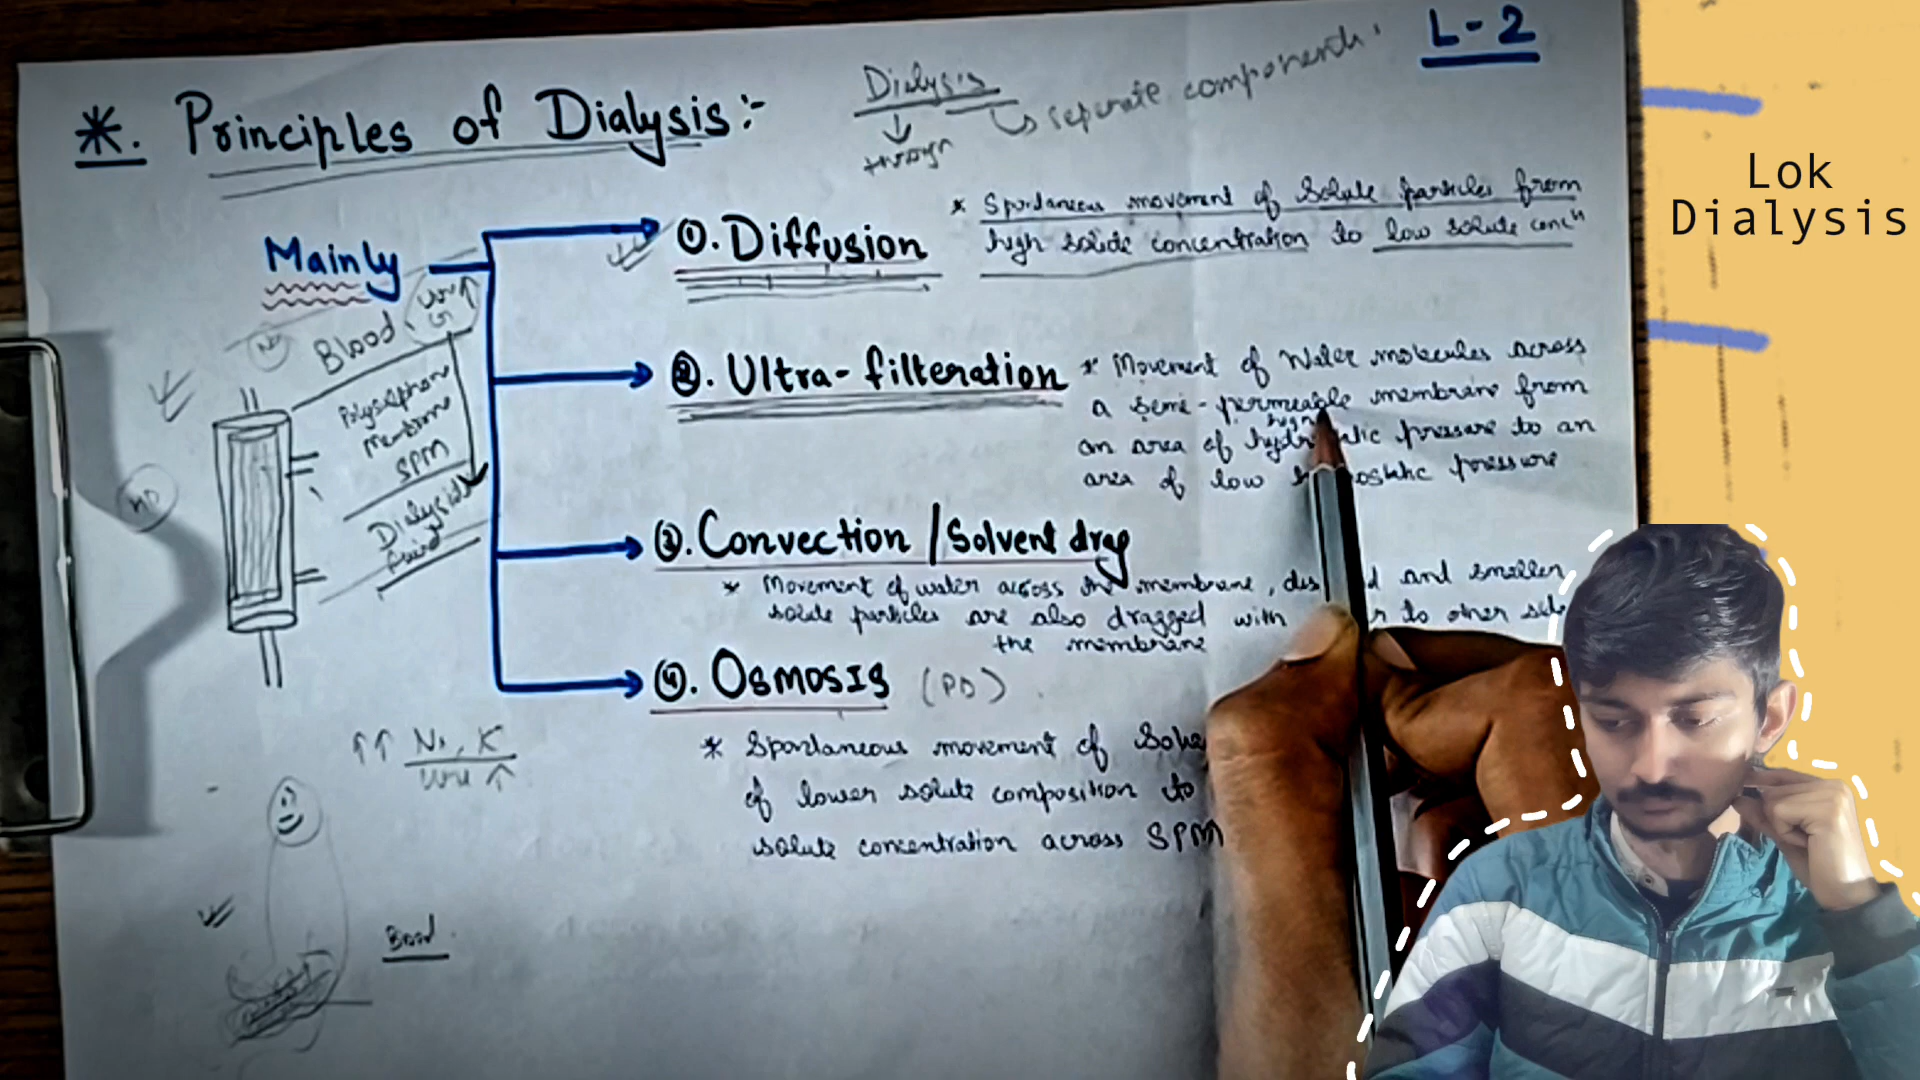 L-2
*. Principles of Dialysis:-
Dialysis
separate components
through
Lok
Dialysis
Mainly
①. Diffusion
* Spontaneous movement of Solute particles from
high solute concentration to low solute concⁿ
Blood
Polysulphone
Membrane
SPM
Dialysate
fluid
HD
②. Ultra-filteration
* Movement of Water molecules across
a semi-permeable membrane from
an area of pressure to an
area of low pressure
③. Convection / Solvent drag
* Movement of water across the membrane, and smaller
solute particles are also dragged with to other side
the membrane
④. Osmosis (PD)
* Spontaneous movement of
of lower solute composition to
solute concentration across SPM
↑↑ Na, K
Urea ↑
Blood